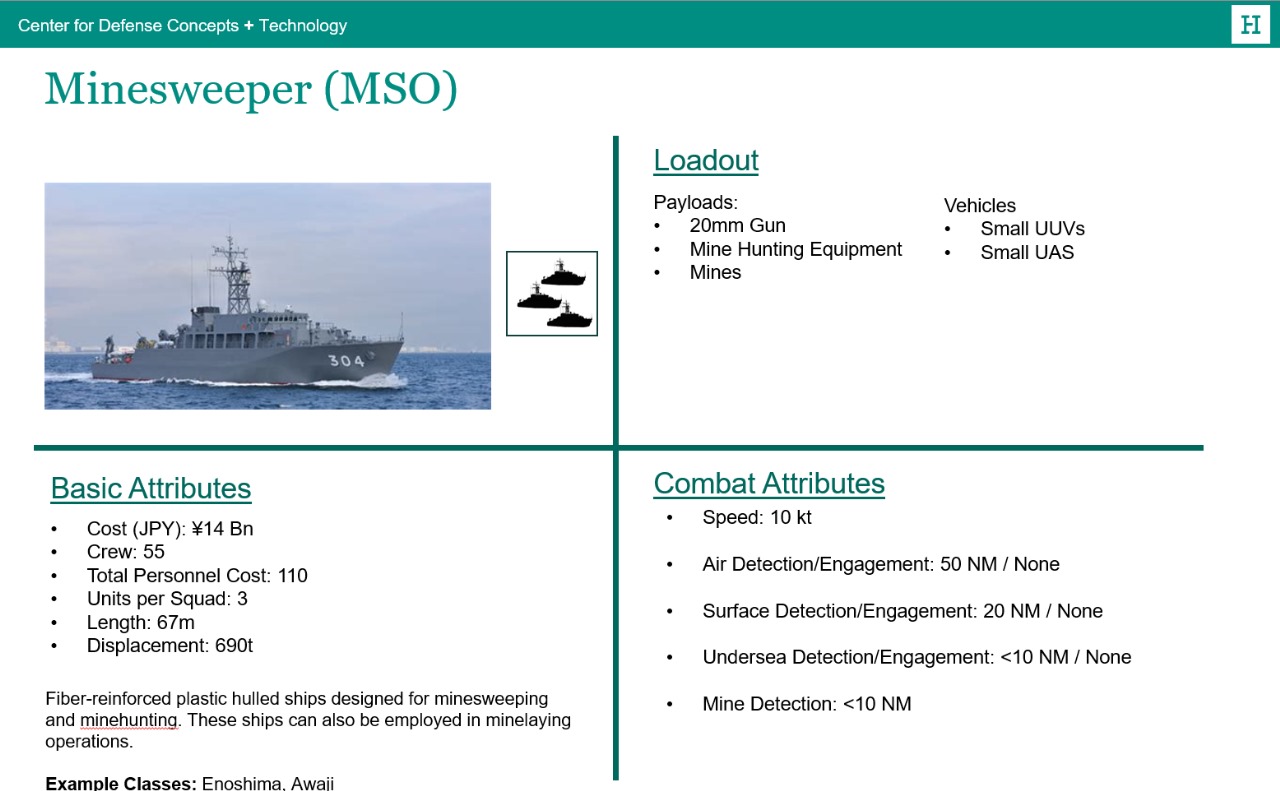 Center for Defense Concepts + Technology
H
Minesweeper (MSO)
304
Loadout
Payloads:
• 20mm Gun
• Mine Hunting Equipment
• Mines
Vehicles
• Small UUVs
• Small UAS
Basic Attributes
• Cost (JPY): ¥14 Bn
• Crew: 55
• Total Personnel Cost: 110
• Units per Squad: 3
• Length: 67m
• Displacement: 690t
Fiber-reinforced plastic hulled ships designed for minesweeping
and minehunting. These ships can also be employed in minelaying
operations.
Example Classes: Enoshima, Awaji
Combat Attributes
• Speed: 10 kt
• Air Detection/Engagement: 50 NM / None
• Surface Detection/Engagement: 20 NM / None
• Undersea Detection/Engagement: <10 NM / None
• Mine Detection: <10 NM